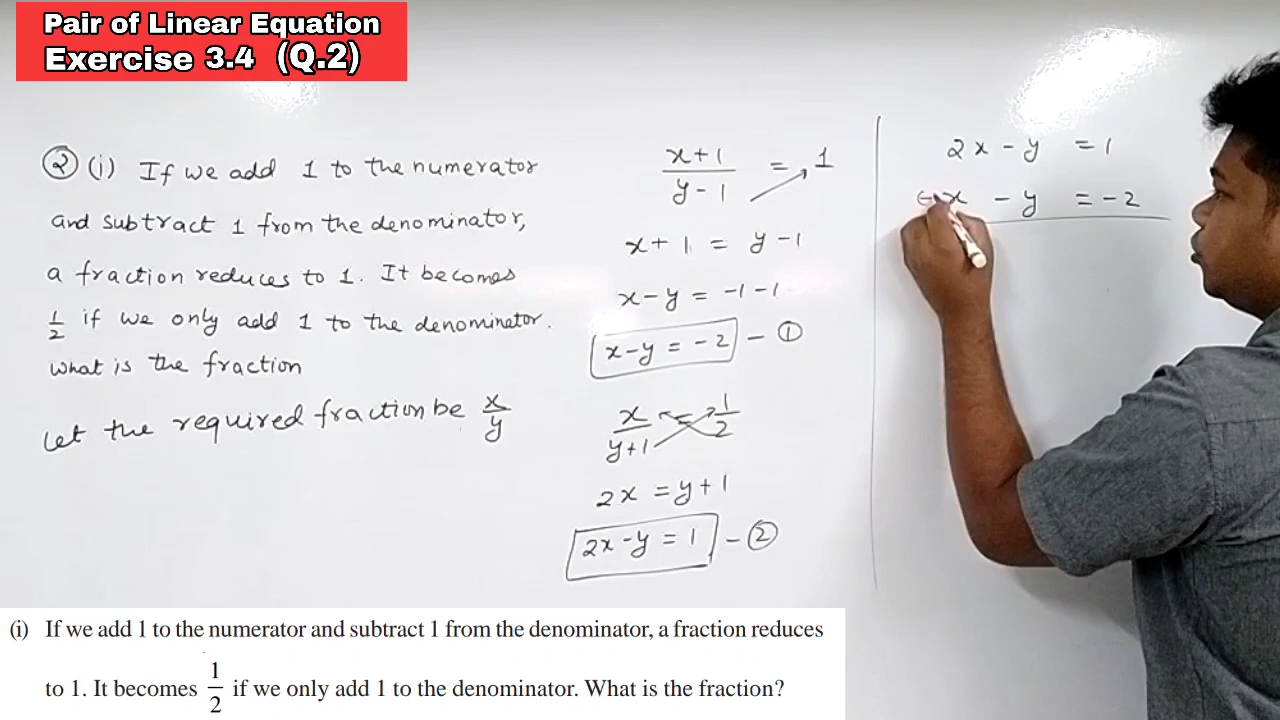 Pair of Linear Equation
Exercise 3.4 (Q.2)
② (i) If we add 1 to the numerator
and subtract 1 from the denominator,
a fraction reduces to 1. It becomes
1/2 if we only add 1 to the denominator.
what is the fraction
Let the required fraction be x/y
(x+1)/(y-1) = 1
x+1 = y-1
x-y = -1-1
x-y = -2 - ①
x/(y+1) = 1/2
2x = y+1
2x-y = 1 - ②
2x - y = 1
x - y = -2
(i) If we add 1 to the numerator and subtract 1 from the denominator, a fraction reduces
to 1. It becomes 1/2 if we only add 1 to the denominator. What is the fraction?